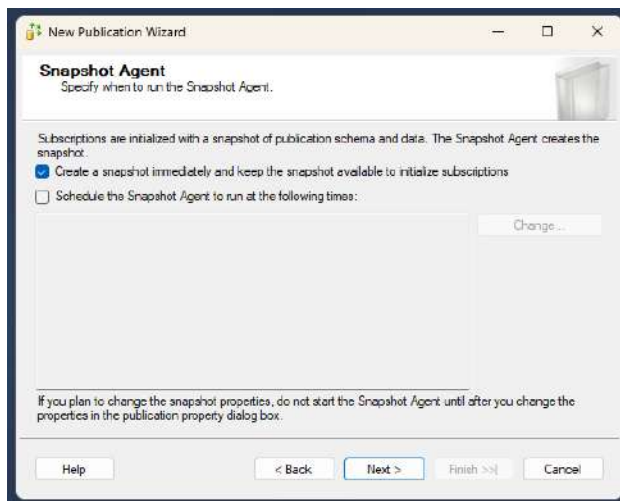 New Publication Wizard
Snapshot Agent
Specify when to run the Snapshot Agent.
Subscriptions are initialized with a snapshot of publication schema and data. The Snapshot Agent creates the
snapshot.
Create a snapshot immediately and keep the snapshot available to initialize subscriptions
Schedule the Snapshot Agent to run at the following times:
Change...
If you plan to change the snapshot properties, do not start the Snapshot Agent until after you change the
properties in the publication property dialog box.
Help
< Back
Next >
Finish >>|
Cancel